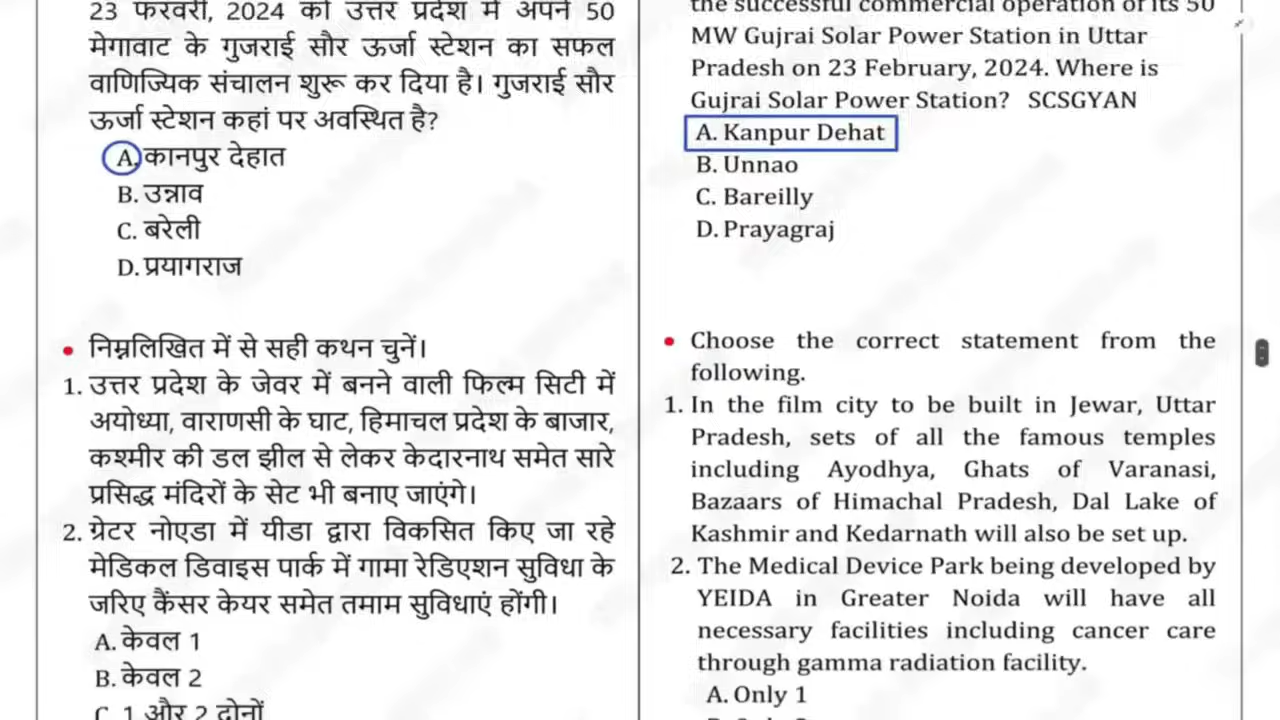 23 फरवरी, 2024 को उत्तर प्रदेश में अपने 50
मेगावाट के गुजराई सौर ऊर्जा स्टेशन का सफल
वाणिज्यिक संचालन शुरू कर दिया है। गुजराई सौर
ऊर्जा स्टेशन कहां पर अवस्थित है?
A. कानपुर देहात
B. उन्नाव
C. बरेली
D. प्रयागराज
• निम्नलिखित में से सही कथन चुनें।
1. उत्तर प्रदेश के जेवर में बनने वाली फिल्म सिटी में
अयोध्या, वाराणसी के घाट, हिमाचल प्रदेश के बाजार,
कश्मीर की डल झील से लेकर केदारनाथ समेत सारे
प्रसिद्ध मंदिरों के सेट भी बनाए जाएंगे।
2. ग्रेटर नोएडा में यीडा द्वारा विकसित किए जा रहे
मेडिकल डिवाइस पार्क में गामा रेडिएशन सुविधा के
जरिए कैंसर केयर समेत तमाम सुविधाएं होंगी।
A. केवल 1
B. केवल 2
C. 1 और 2 दोनों
the successful commercial operation of its 50
MW Gujrai Solar Power Station in Uttar
Pradesh on 23 February, 2024. Where is
Gujrai Solar Power Station? SCSGYAN
A. Kanpur Dehat
B. Unnao
C. Bareilly
D. Prayagraj
• Choose the correct statement from the
following.
1. In the film city to be built in Jewar, Uttar
Pradesh, sets of all the famous temples
including Ayodhya, Ghats of Varanasi,
Bazaars of Himachal Pradesh, Dal Lake of
Kashmir and Kedarnath will also be set up.
2. The Medical Device Park being developed by
YEIDA in Greater Noida will have all
necessary facilities including cancer care
through gamma radiation facility.
A. Only 1